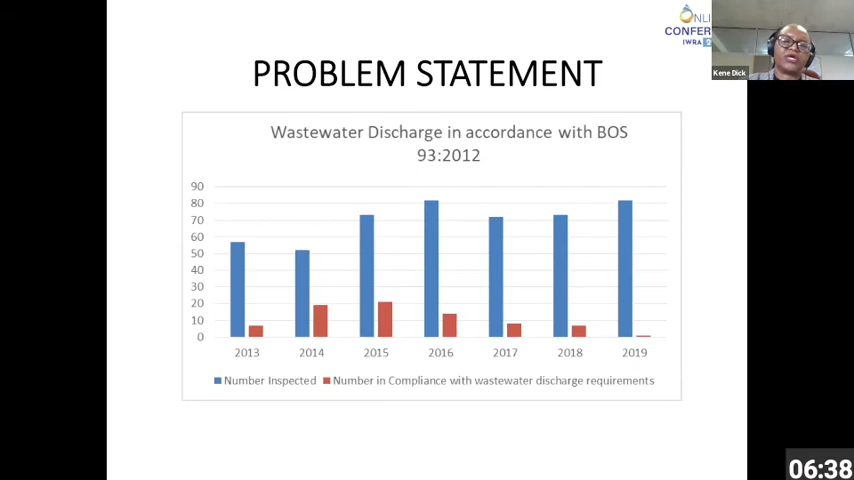 ONLI
CONFER
IWRA
Kene Dick
PROBLEM STATEMENT
Wastewater Discharge in accordance with BOS
93:2012
90
80
70
60
50
40
30
20
10
0
2013 2014 2015 2016 2017 2018 2019
Number Inspected Number in Compliance with wastewater discharge requirements
06:38